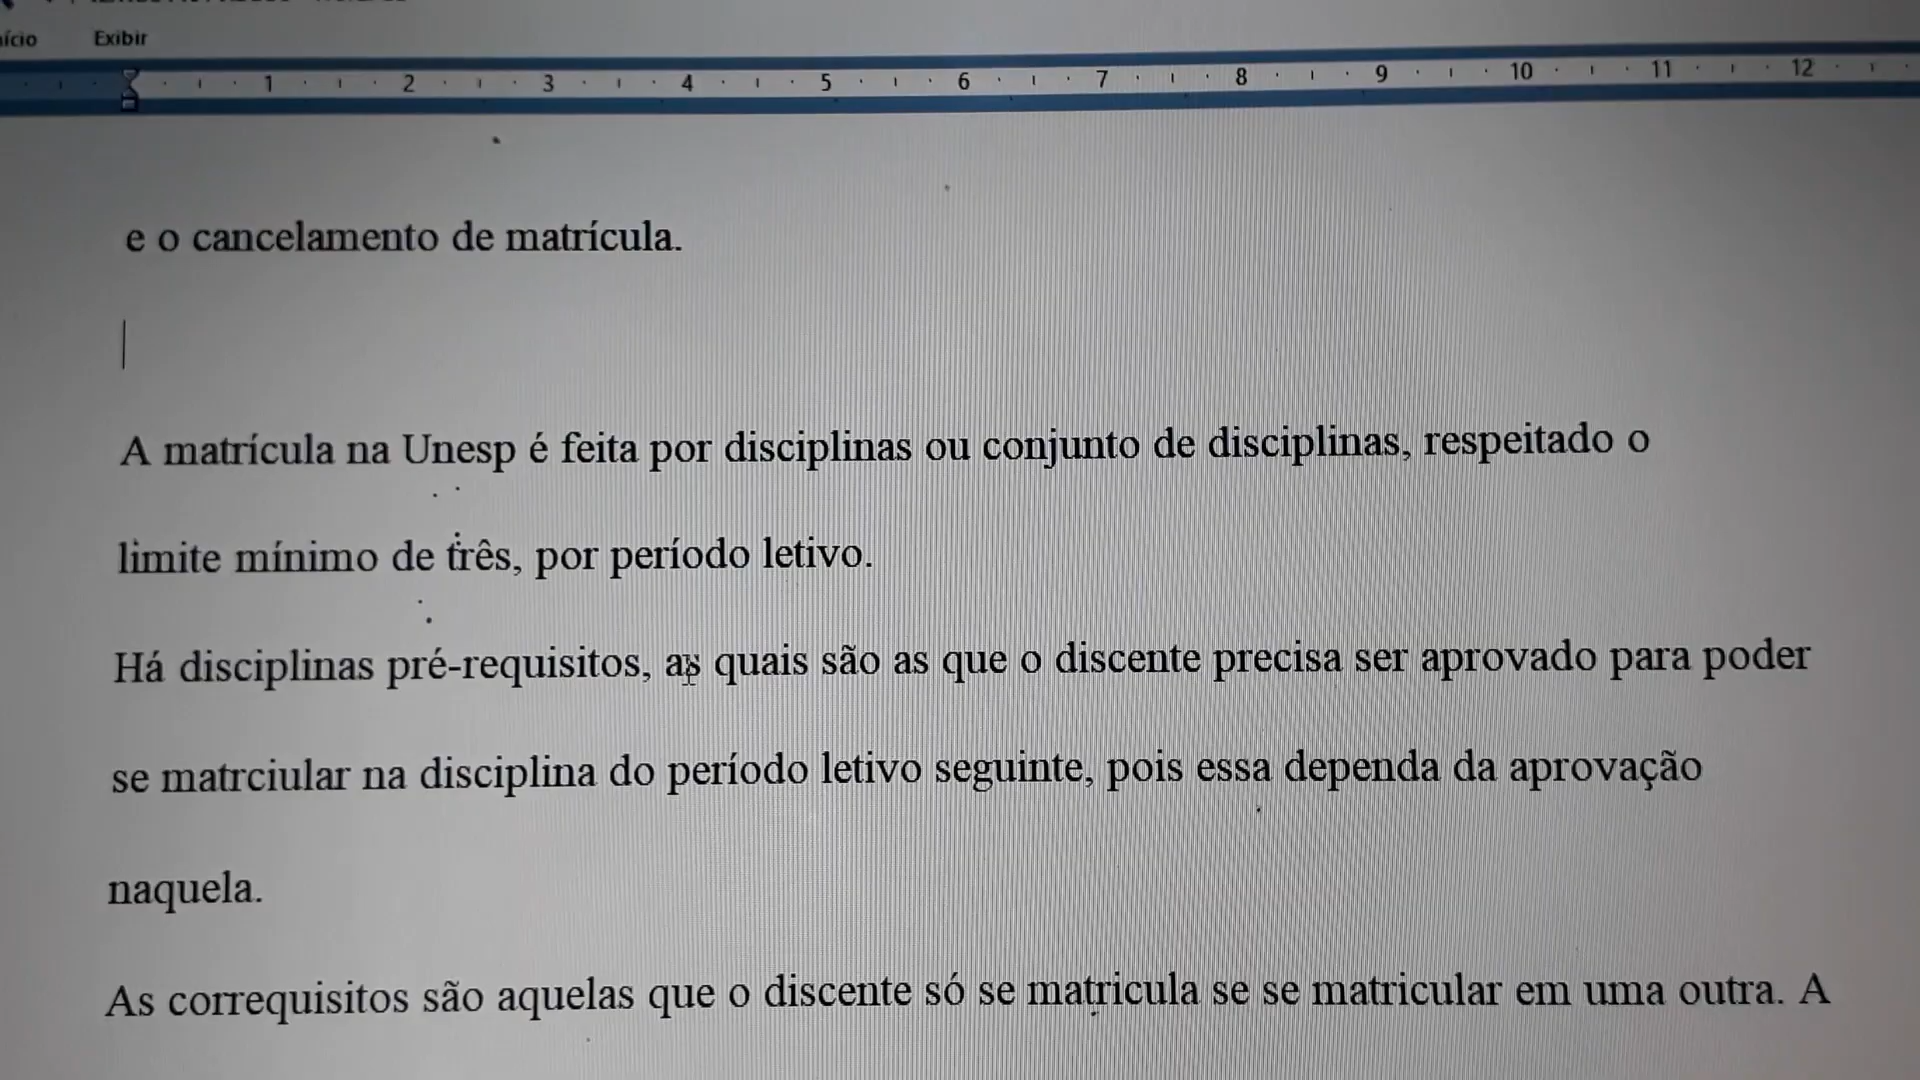 Exibir
1 2 3 4 5 6 7 8 9 10 11 12
e o cancelamento de matrícula.
A matrícula na Unesp é feita por disciplinas ou conjunto de disciplinas, respeitado o
limite mínimo de três, por período letivo.
Há disciplinas pré-requisitos, as quais são as que o discente precisa ser aprovado para poder
se matrciular na disciplina do período letivo seguinte, pois essa dependa da aprovação
naquela.
As correquisitos são aquelas que o discente só se matricula se se matricular em uma outra. A